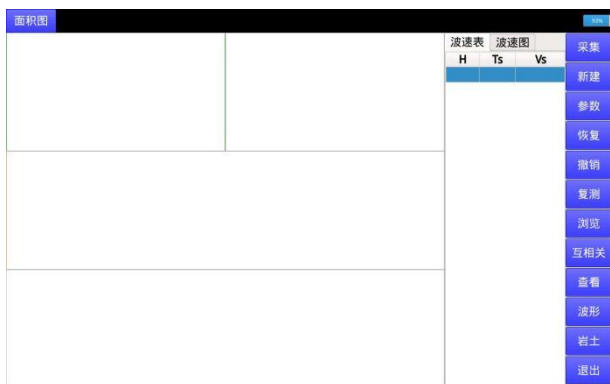 面积图
93%
波速表 波速图
H Ts Vs
采集
新建
参数
恢复
撤销
复测
浏览
互相关
查看
波形
岩土
退出